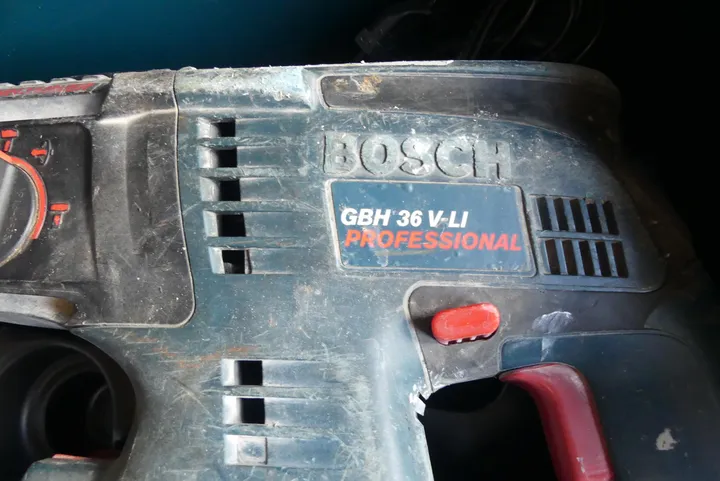 BOSCH
GBH 36 V-LI
PROFESSIONAL